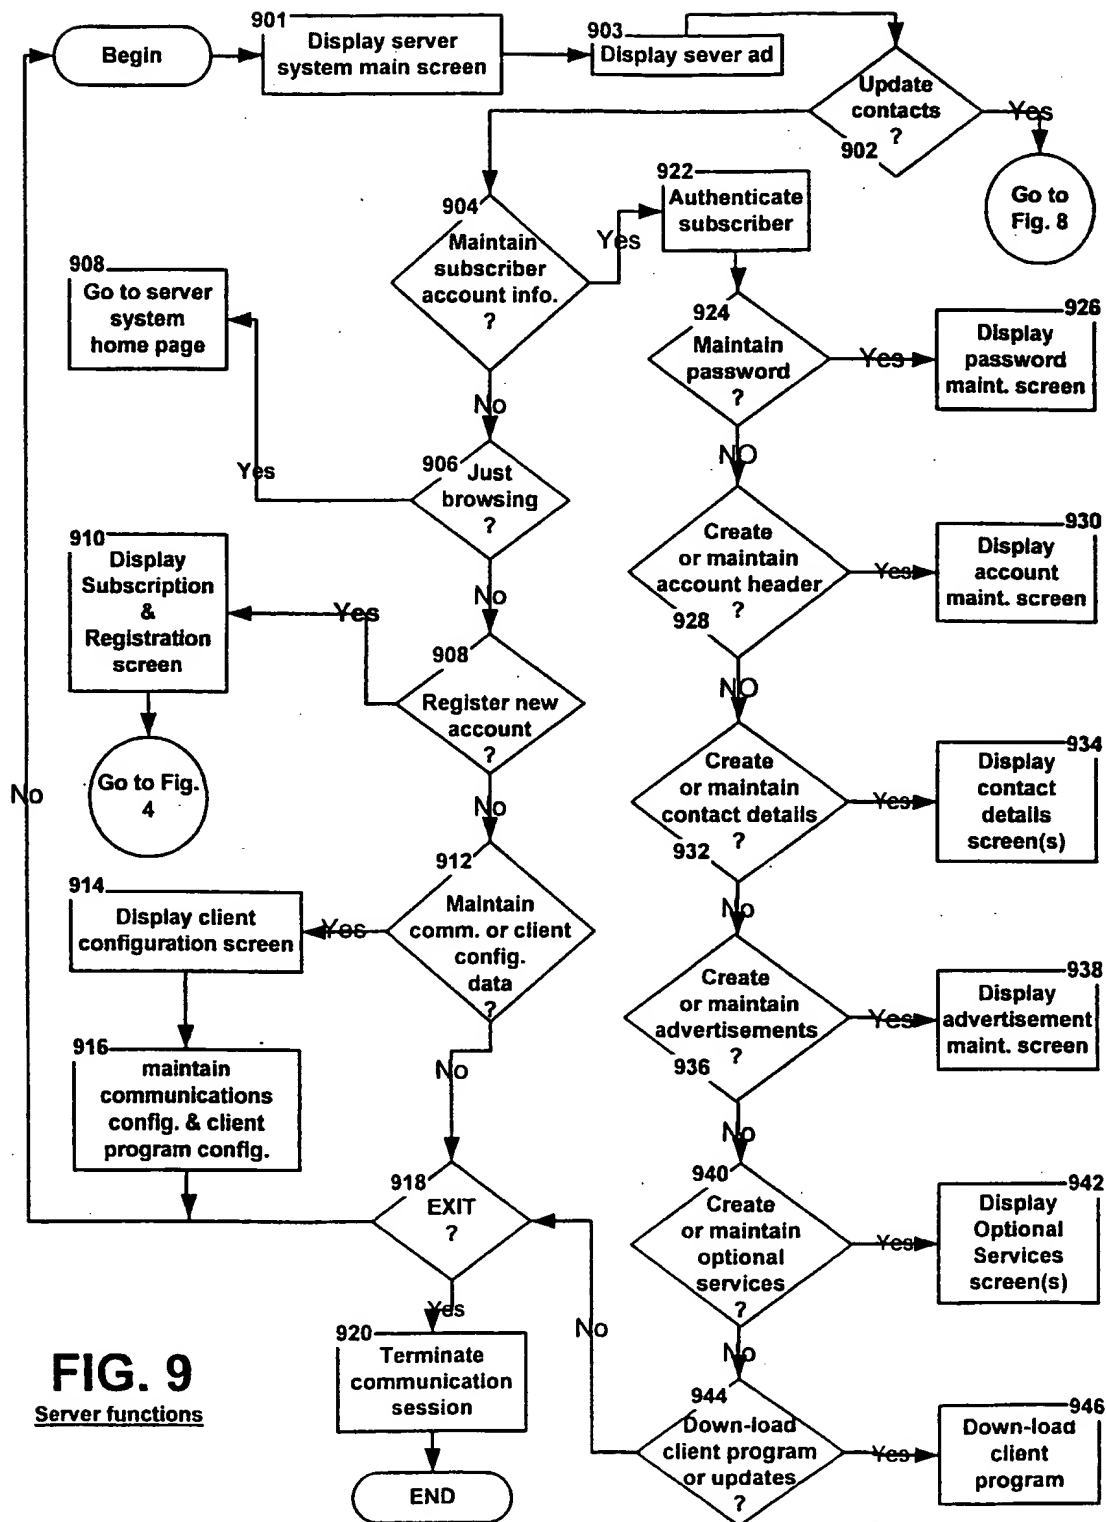 Begin
901
Display server
system main screen
903
Display sever ad
Update
contacts
?
902
Yes
Go to
Fig. 8
904
Maintain
subscriber
account info.
?
Yes
922
Authenticate
subscriber
908
Go to server
system
home page
No
924
Maintain
password
?
Yes
926
Display
password
maint. screen
Yes
906
Just
browsing
?
NO
910
Display
Subscription
&
Registration
screen
Yes
No
Create
or maintain
account header
?
928
Yes
930
Display
account
maint. screen
908
Register new
account
?
NO
Go to Fig.
4
No
No
Create
or maintain
contact details
?
932
Yes
934
Display
contact
details
screen(s)
914
Display client
configuration screen
Yes
912
Maintain
comm. or client
config.
data
?
No
Create
or maintain
advertisements
?
936
Yes
938
Display
advertisement
maint. screen
916
maintain
communications
config. & client
program config.
No
No
918
EXIT
?
940
Create
or maintain
optional
services
?
Yes
942
Display
Optional
Services
screen(s)
Yes
No
No
920
Terminate
communication
session
944
Down-load
client program
or updates
?
Yes
946
Down-load
client
program
END
FIG. 9
Server functions